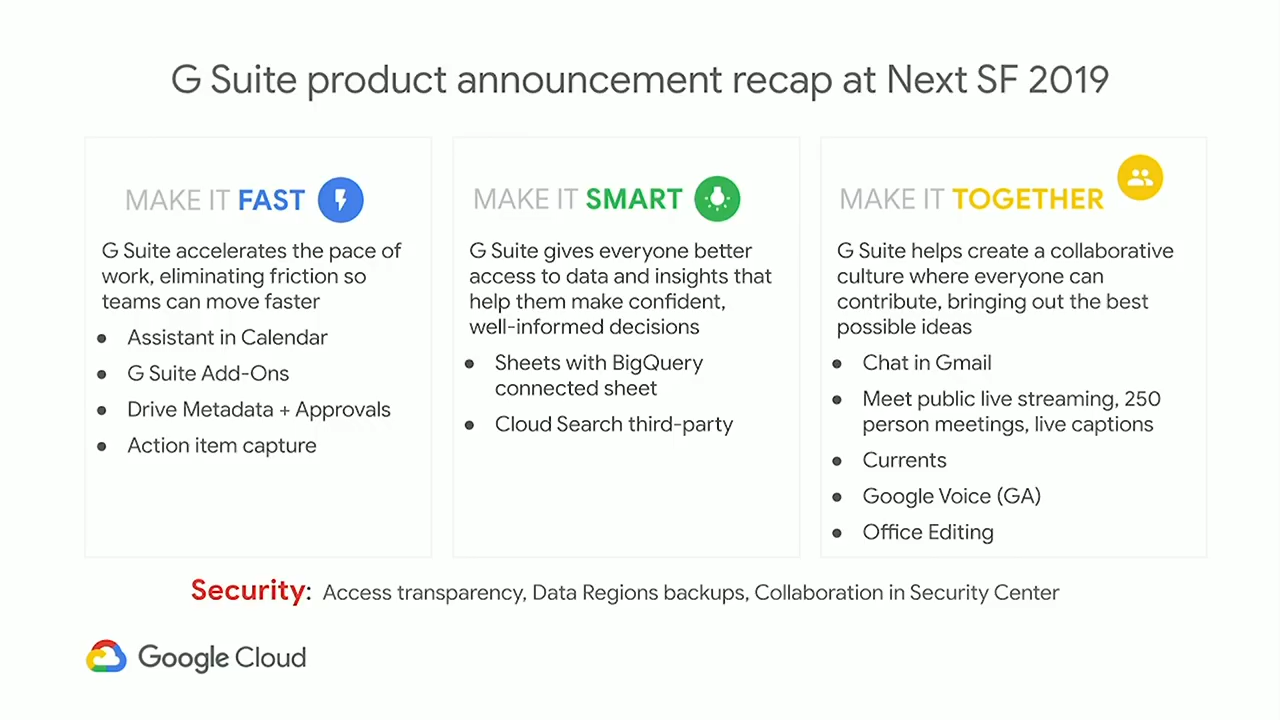 G Suite product announcement recap at Next SF 2019
MAKE IT FAST
G Suite accelerates the pace of
work, eliminating friction so
teams can move faster
● Assistant in Calendar
● G Suite Add-Ons
● Drive Metadata + Approvals
● Action item capture
MAKE IT SMART
G Suite gives everyone better
access to data and insights that
help them make confident,
well-informed decisions
● Sheets with BigQuery
connected sheet
● Cloud Search third-party
MAKE IT TOGETHER
G Suite helps create a collaborative
culture where everyone can
contribute, bringing out the best
possible ideas
● Chat in Gmail
● Meet public live streaming, 250
person meetings, live captions
● Currents
● Google Voice (GA)
● Office Editing
Security: Access transparency, Data Regions backups, Collaboration in Security Center
Google Cloud